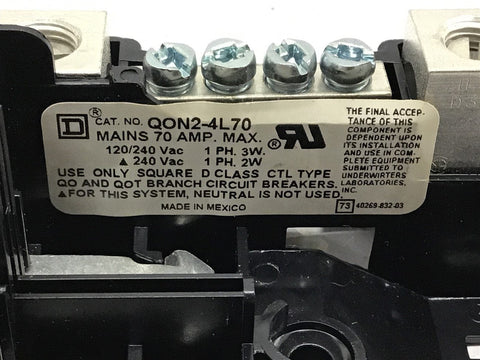 D ®
CAT. NO. QON2-4L70
MAINS 70 AMP. MAX.
120/240 Vac 1 PH. 3W.
▲ 240 Vac 1 PH. 2W
USE ONLY SQUARE D CLASS CTL TYPE
QO AND QOT BRANCH CIRCUIT BREAKERS.
▲FOR THIS SYSTEM, NEUTRAL IS NOT USED.
MADE IN MEXICO
RU ®
THE FINAL ACCEP-
TANCE OF THIS
COMPONENT IS
DEPENDENT UPON
ITS INSTALLATION
AND USE IN COM-
PLETE EQUIPMENT
SUBMITTED TO
UNDERWIRTERS
LABORATORIES,
INC.
73 40269-832-03